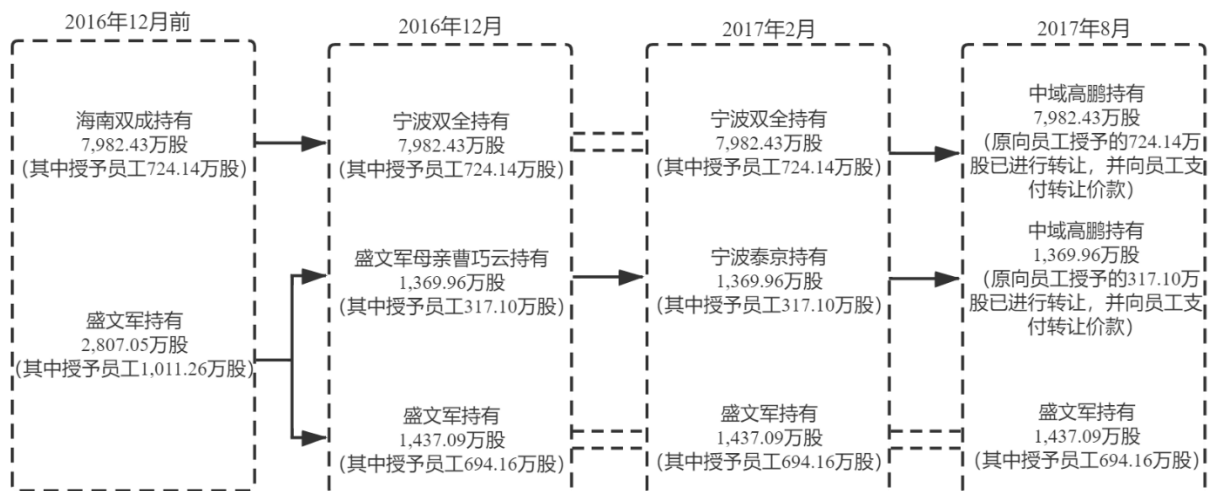 2016年12月前
海南双成持有
7,982.43万股
(其中授予员工724.14万股)
盛文军持有
2,807.05万股
(其中授予员工1,011.26万股)
2016年12月
宁波双全持有
7,982.43万股
(其中授予员工724.14万股)
盛文军母亲曹巧云持有
1,369.96万股
(其中授予员工317.10万股)
盛文军持有
1,437.09万股
(其中授予员工694.16万股)
2017年2月
宁波双全持有
7,982.43万股
(其中授予员工724.14万股)
宁波泰京持有
1,369.96万股
(其中授予员工317.10万股)
盛文军持有
1,437.09万股
(其中授予员工694.16万股)
2017年8月
中域高鹏持有
7,982.43万股
(原向员工授予的724.14万
股已进行转让，并向员工支
付转让价款)
中域高鹏持有
1,369.96万股
(原向员工授予的317.10万
股已进行转让，并向员工支
付转让价款)
盛文军持有
1,437.09万股
(其中授予员工694.16万股)